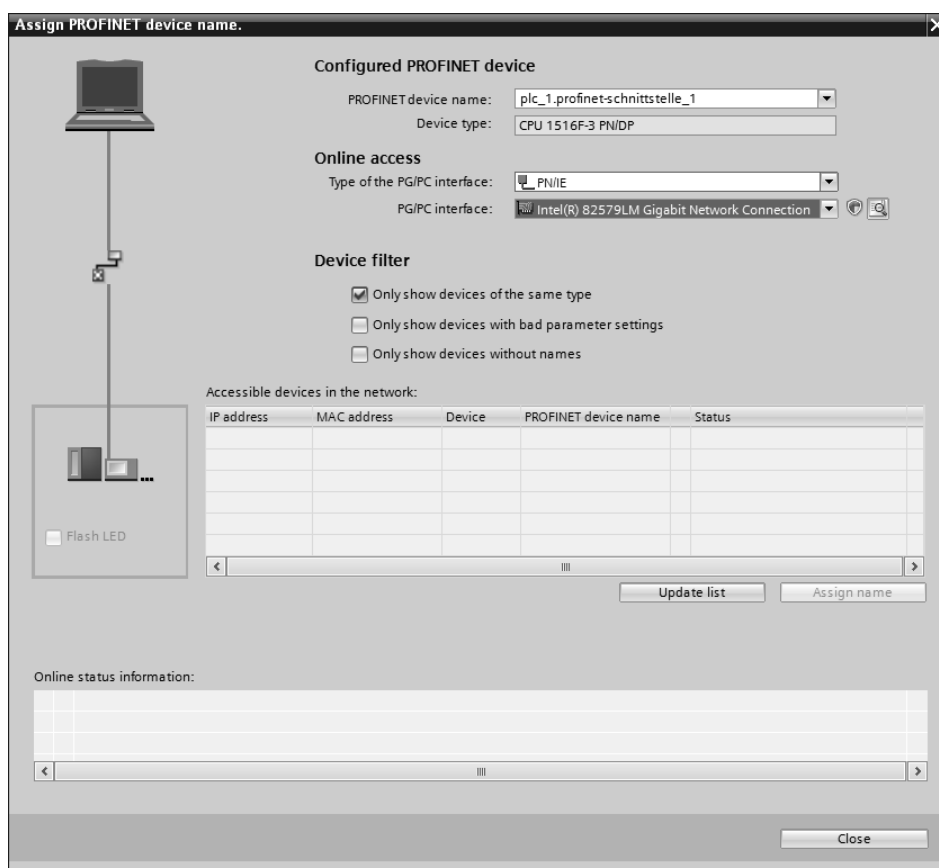 Assign PROFINET device name.
Configured PROFINET device
PROFINET device name: plc_1.profinet-schnittstelle_1
Device type: CPU 1516F-3 PN/DP
Online access
Type of the PG/PC interface: PN/IE
PG/PC interface: Intel(R) 82579LM Gigabit Network Connection
Device filter
Only show devices of the same type
Only show devices with bad parameter settings
Only show devices without names
Accessible devices in the network:
IP address MAC address Device PROFINET device name Status
Flash LED
Update list Assign name
Online status information:
Close